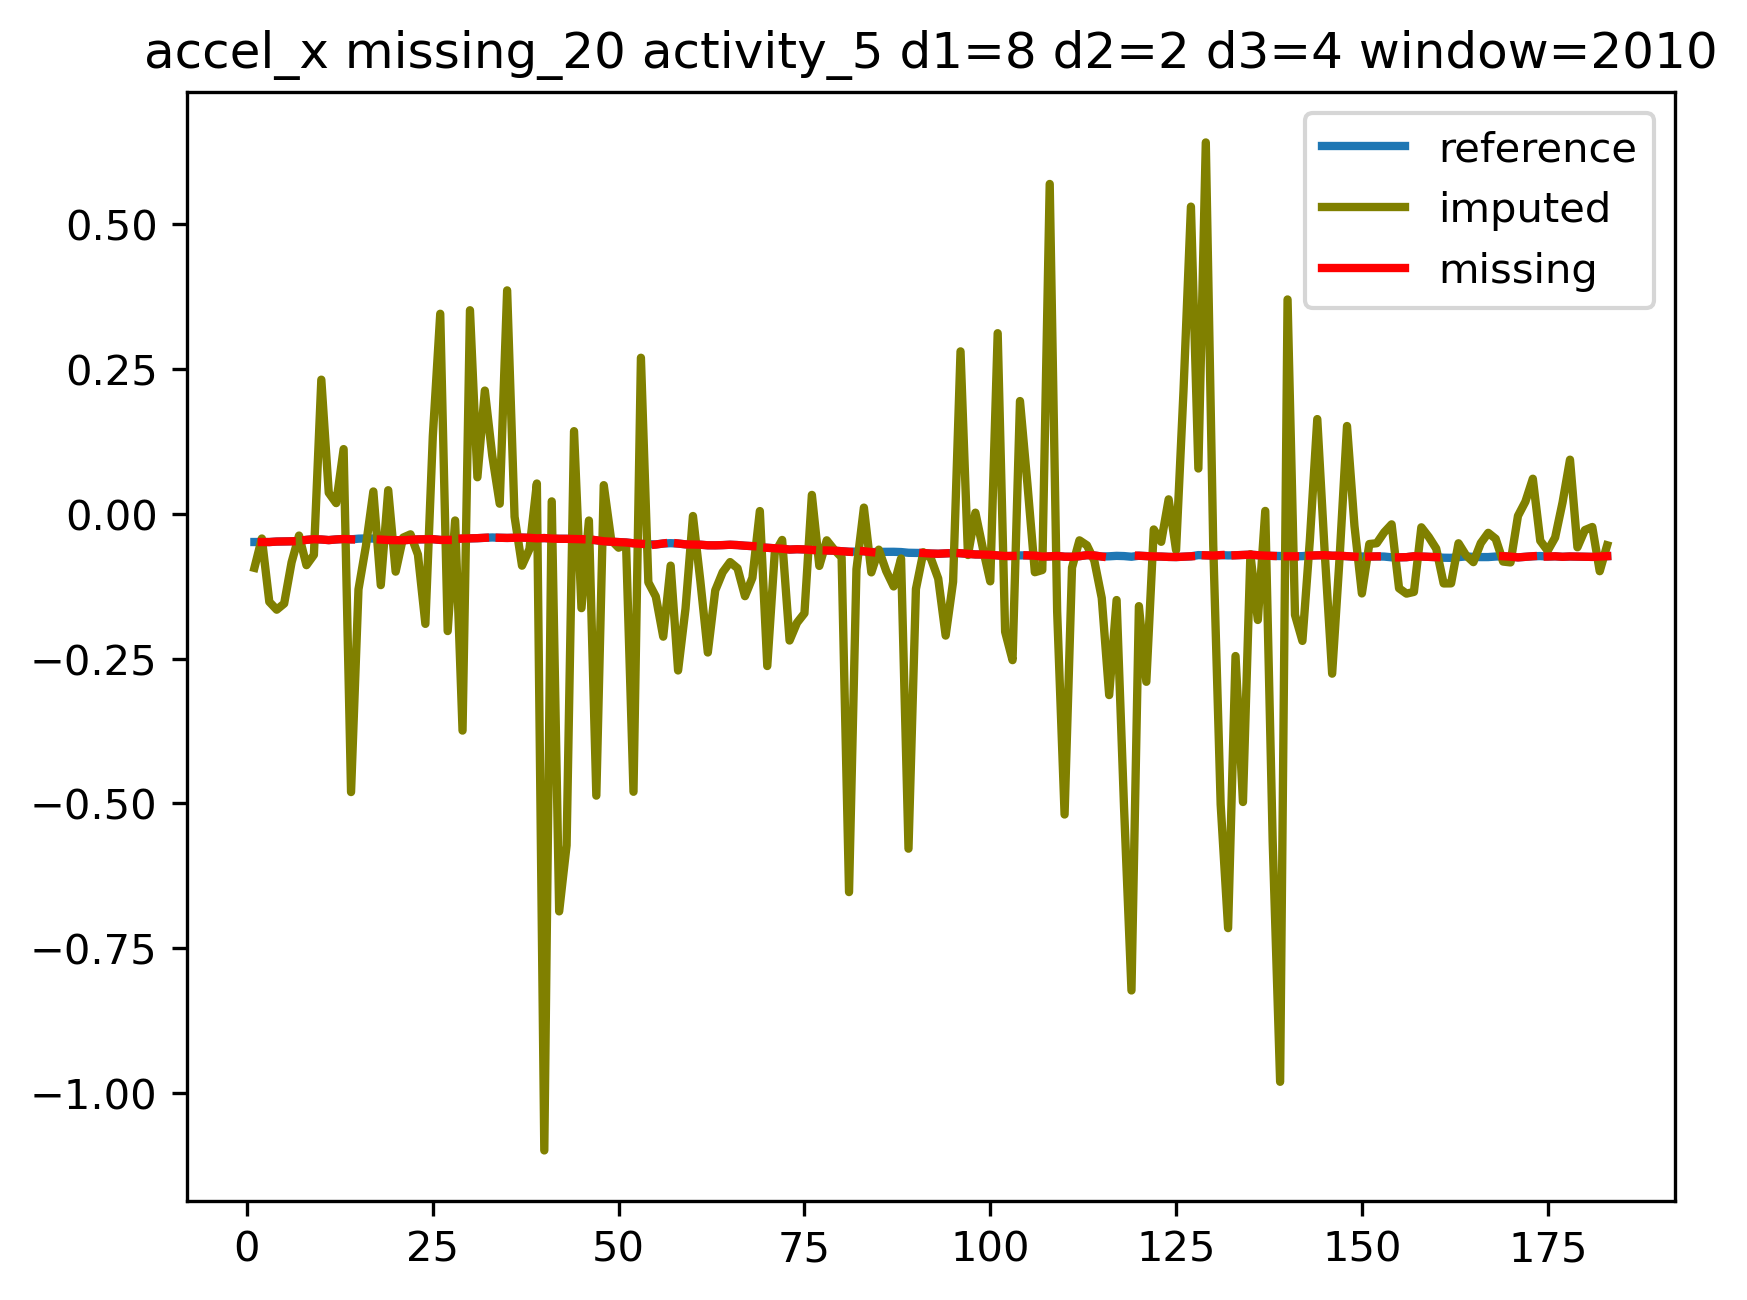 accel_x missing_20 activity_5 d1=8 d2=2 d3=4 window=2010
reference
imputed
missing
0.50
0.25
0.00
−0.25
−0.50
−0.75
−1.00
0 25 50 75 100 125 150 175